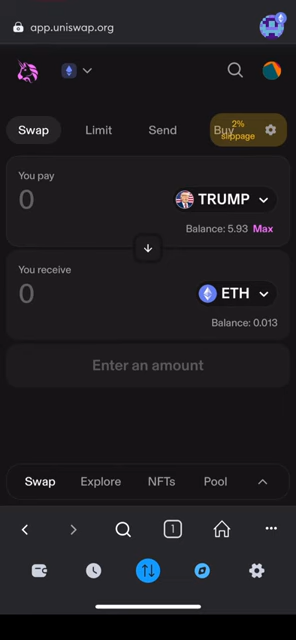 app.uniswap.org
Swap
Limit
Send
Buy
2%
slippage
You pay
0
TRUMP
Balance: 5.93 Max
You receive
0
ETH
Balance: 0.013
Enter an amount
Swap
Explore
NFTs
Pool
1